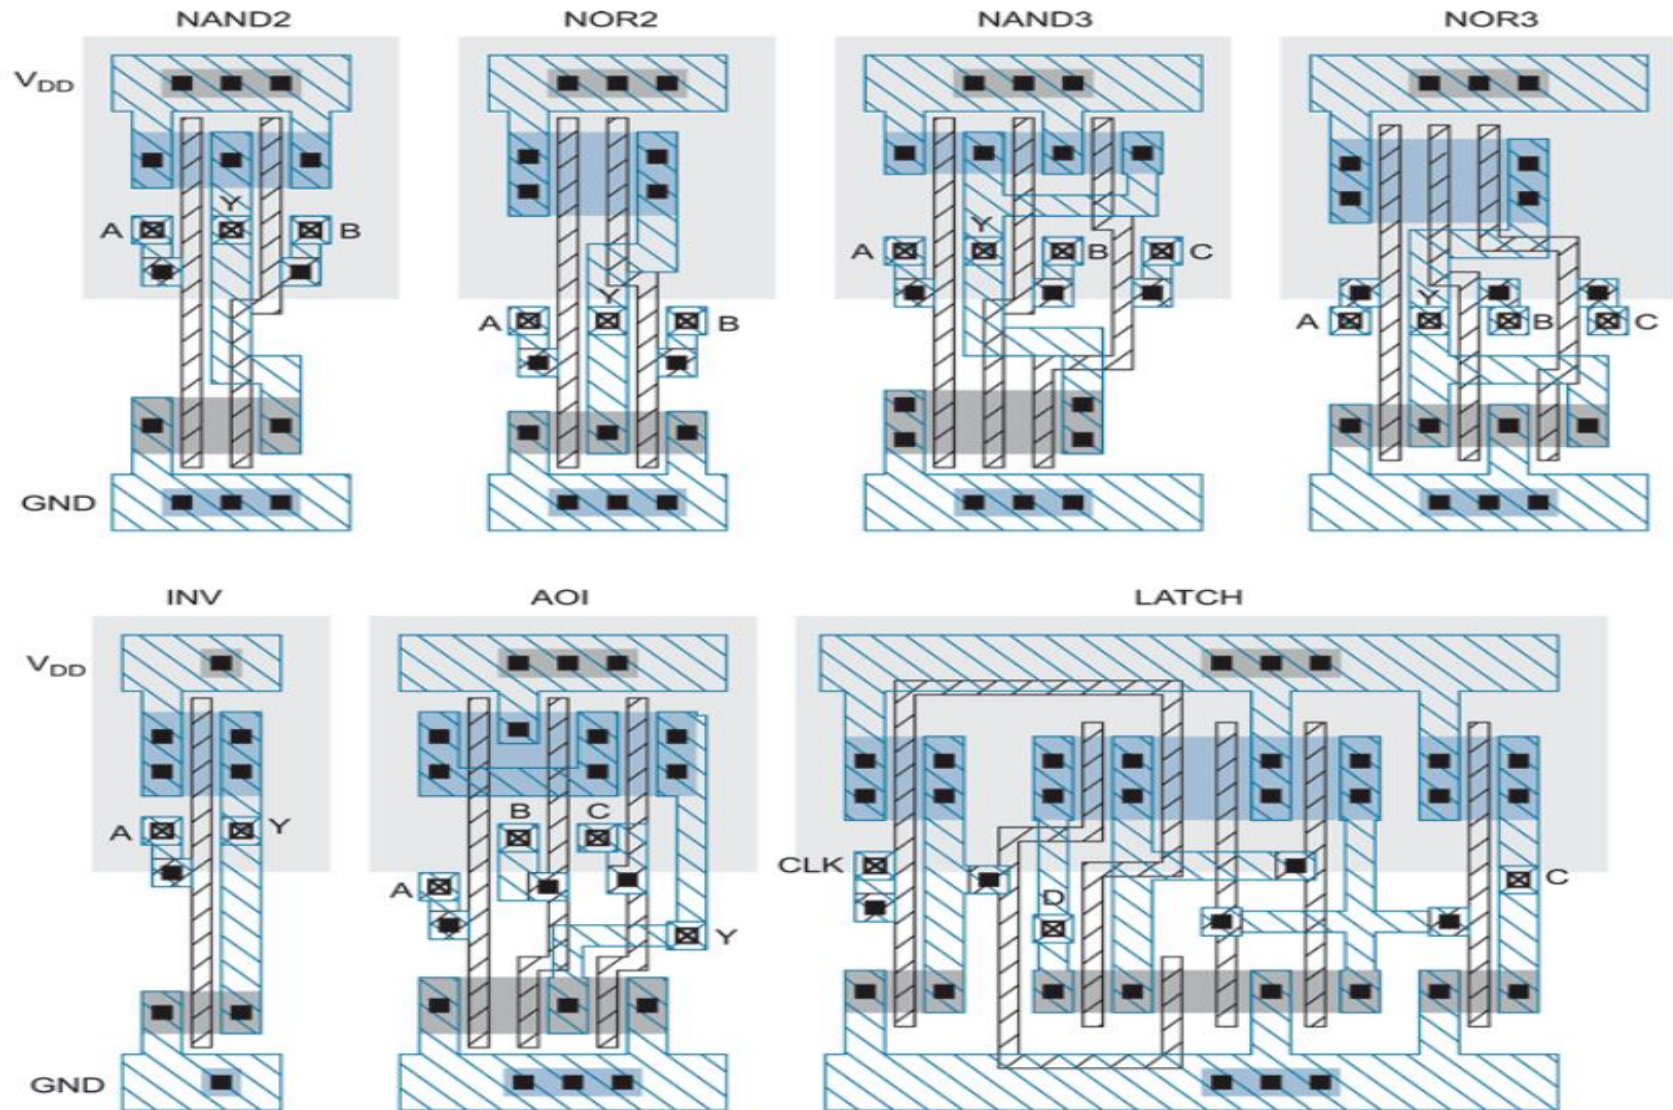 NAND2 NOR2 NAND3 NOR3
VDD
Y
A B
Y
A C
B
Y
A B
Y
A B C
GND
INV AOI LATCH
VDD
B C
A Y
CLK
C
A
D
Y
GND